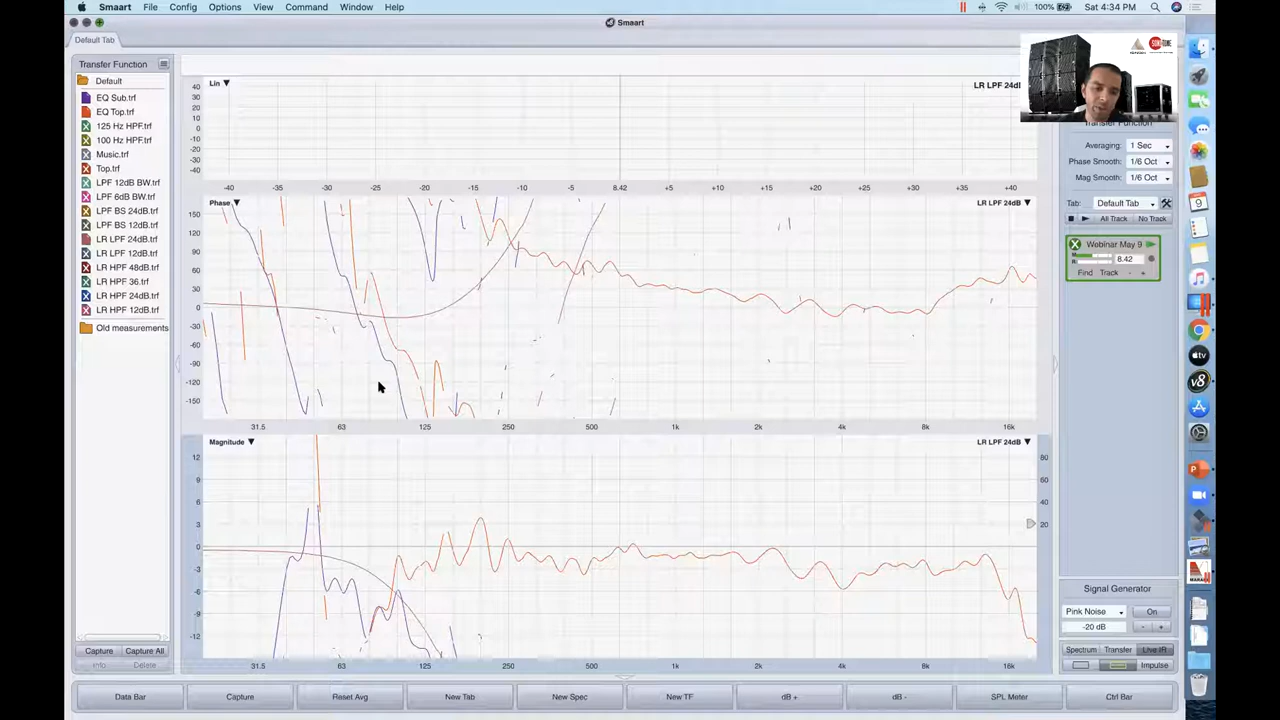 Smaart File Config Options View Command Window Help
100% Sat 4:34 PM
Smaart
Default Tab
Transfer Function
Default
EQ Sub.trf
EQ Top.trf
125 Hz HPF.trf
100 Hz HPF.trf
Music.trf
Top.trf
LPF 12dB BW.trf
LPF 6dB BW.trf
LPF BS 24dB.trf
LPF BS 12dB.trf
LR LPF 24dB.trf
LR LPF 12dB.trf
LR HPF 48dB.trf
LR HPF 36.trf
LR HPF 24dB.trf
LR HPF 12dB.trf
Old measurements
Capture Capture All
Info Delete
Lin
LR LPF 24dB
40
30
20
10
0
-10
-20
-30
-40
-40 -35 -30 -25 -20 -10 -5 8.42 +5 +10 +15 +20 +25 +30 +35 +40
Phase
LR LPF 24dB
150
120
90
60
30
0
-30
-60
-90
-120
-150
31.5 63 125 200 500 1k 2k 4k 8k 16k
Magnitude
LR LPF 24dB
12
9
6
3
0
-3
-6
-9
-12
80
60
40
20
31.5 63 125 200 500 1k 2k 4k 8k 16k
Transfer Function
Averaging: 1 Sec
Phase Smooth: 1/6 Oct
Mag Smooth: 1/6 Oct
Tab: Default Tab
All Track No Track
Webinar May 9
M
R
8.42
Find Track - +
Signal Generator
Pink Noise On
-20 dB - +
Spectrum Transfer Live IR
Impulse
Data Bar Capture Reset Avg New Tab New Spec New TF dB + dB - SPL Meter Ctrl Bar
9
tv
v8